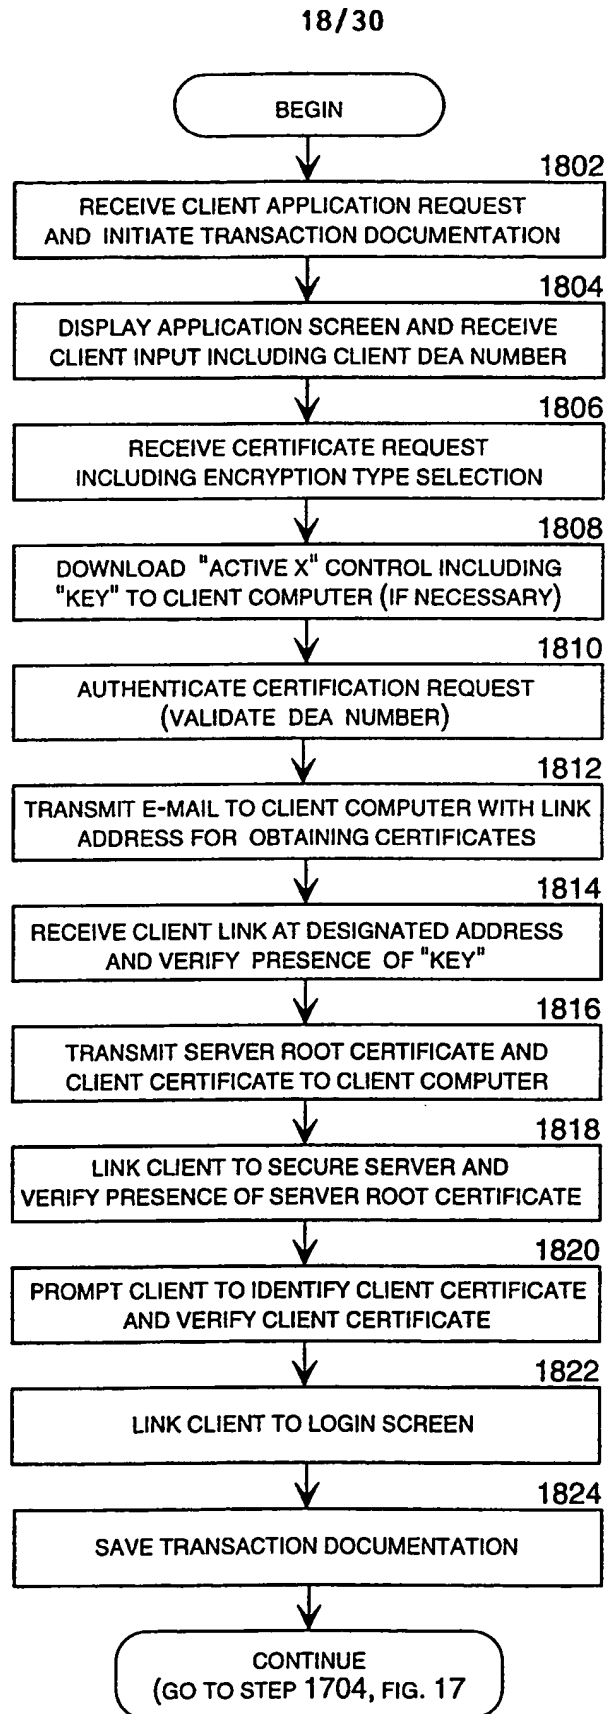 18/30
BEGIN
1802
RECEIVE CLIENT APPLICATION REQUEST
AND INITIATE TRANSACTION DOCUMENTATION
1804
DISPLAY APPLICATION SCREEN AND RECEIVE
CLIENT INPUT INCLUDING CLIENT DEA NUMBER
1806
RECEIVE CERTIFICATE REQUEST
INCLUDING ENCRYPTION TYPE SELECTION
1808
DOWNLOAD "ACTIVE X" CONTROL INCLUDING
"KEY" TO CLIENT COMPUTER (IF NECESSARY)
1810
AUTHENTICATE CERTIFICATION REQUEST
(VALIDATE DEA NUMBER)
1812
TRANSMIT E-MAIL TO CLIENT COMPUTER WITH LINK
ADDRESS FOR OBTAINING CERTIFICATES
1814
RECEIVE CLIENT LINK AT DESIGNATED ADDRESS
AND VERIFY PRESENCE OF "KEY"
1816
TRANSMIT SERVER ROOT CERTIFICATE AND
CLIENT CERTIFICATE TO CLIENT COMPUTER
1818
LINK CLIENT TO SECURE SERVER AND
VERIFY PRESENCE OF SERVER ROOT CERTIFICATE
1820
PROMPT CLIENT TO IDENTIFY CLIENT CERTIFICATE
AND VERIFY CLIENT CERTIFICATE
1822
LINK CLIENT TO LOGIN SCREEN
1824
SAVE TRANSACTION DOCUMENTATION
CONTINUE
(GO TO STEP 1704, FIG. 17